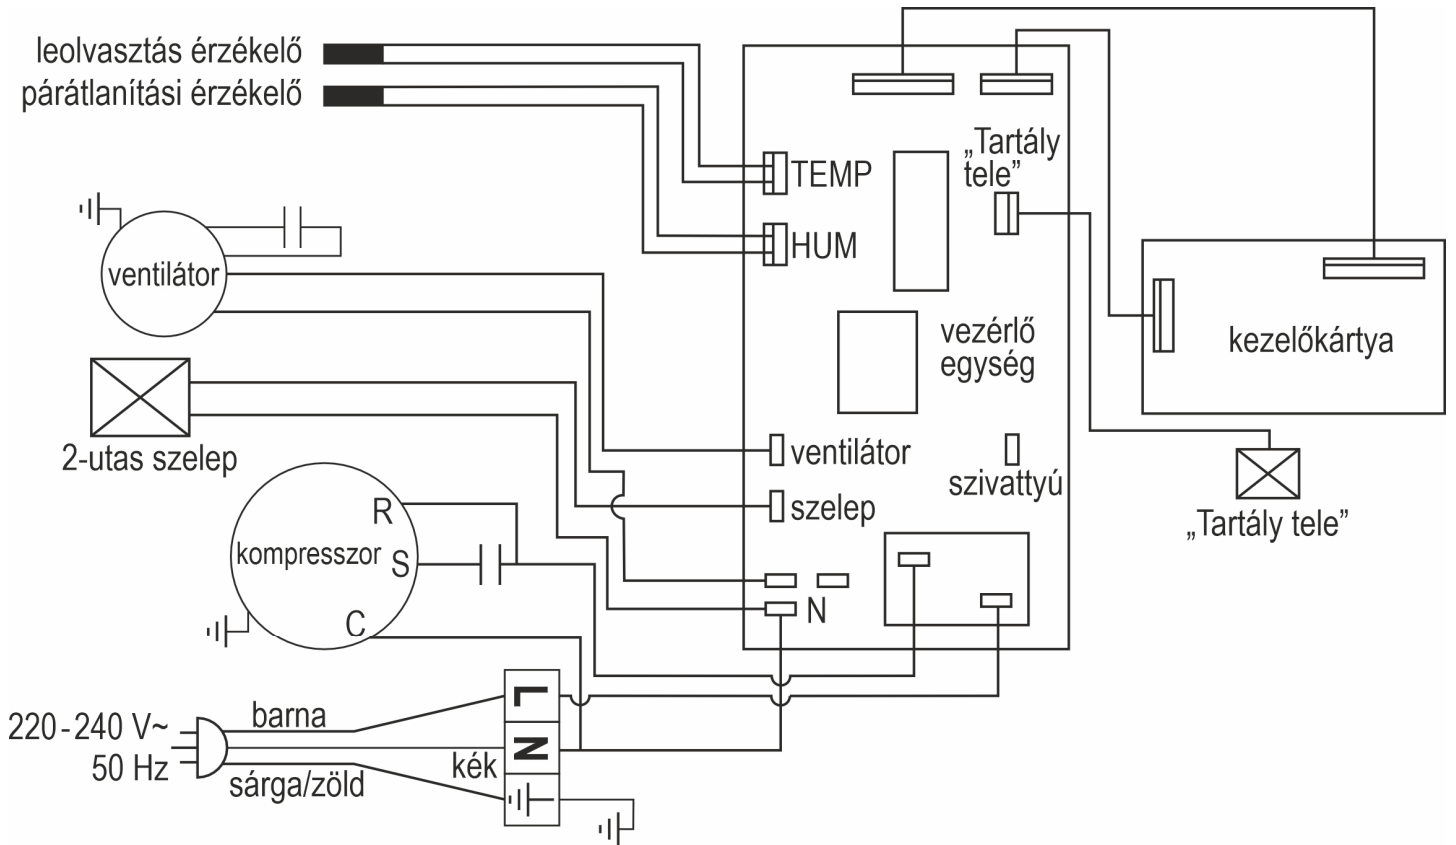 leolvasztás érzékelő
párátlanítási érzékelő
„Tartály
tele”
TEMP
HUM
ventilátor
vezérlő
egység
kezelőkártya
2-utas szelep
ventilátor
szivattyú
szelep
„Tartály tele”
R
kompresszor
S
C
N
L
barna
220-240 V~
50 Hz
N
kék
sárga/zöld